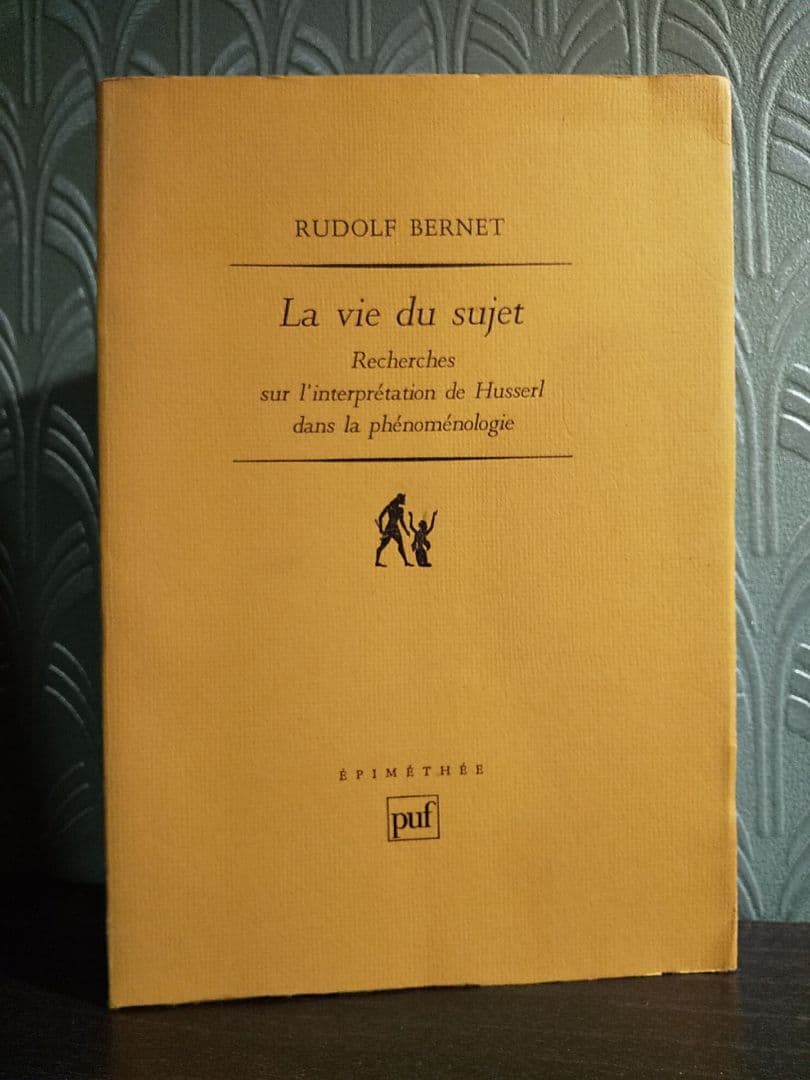 RUDOLF BERNET
La vie du sujet
Recherches
sur l'interprétation de Husserl
dans la phénoménologie
ÉPIMÉTHÉE
puf